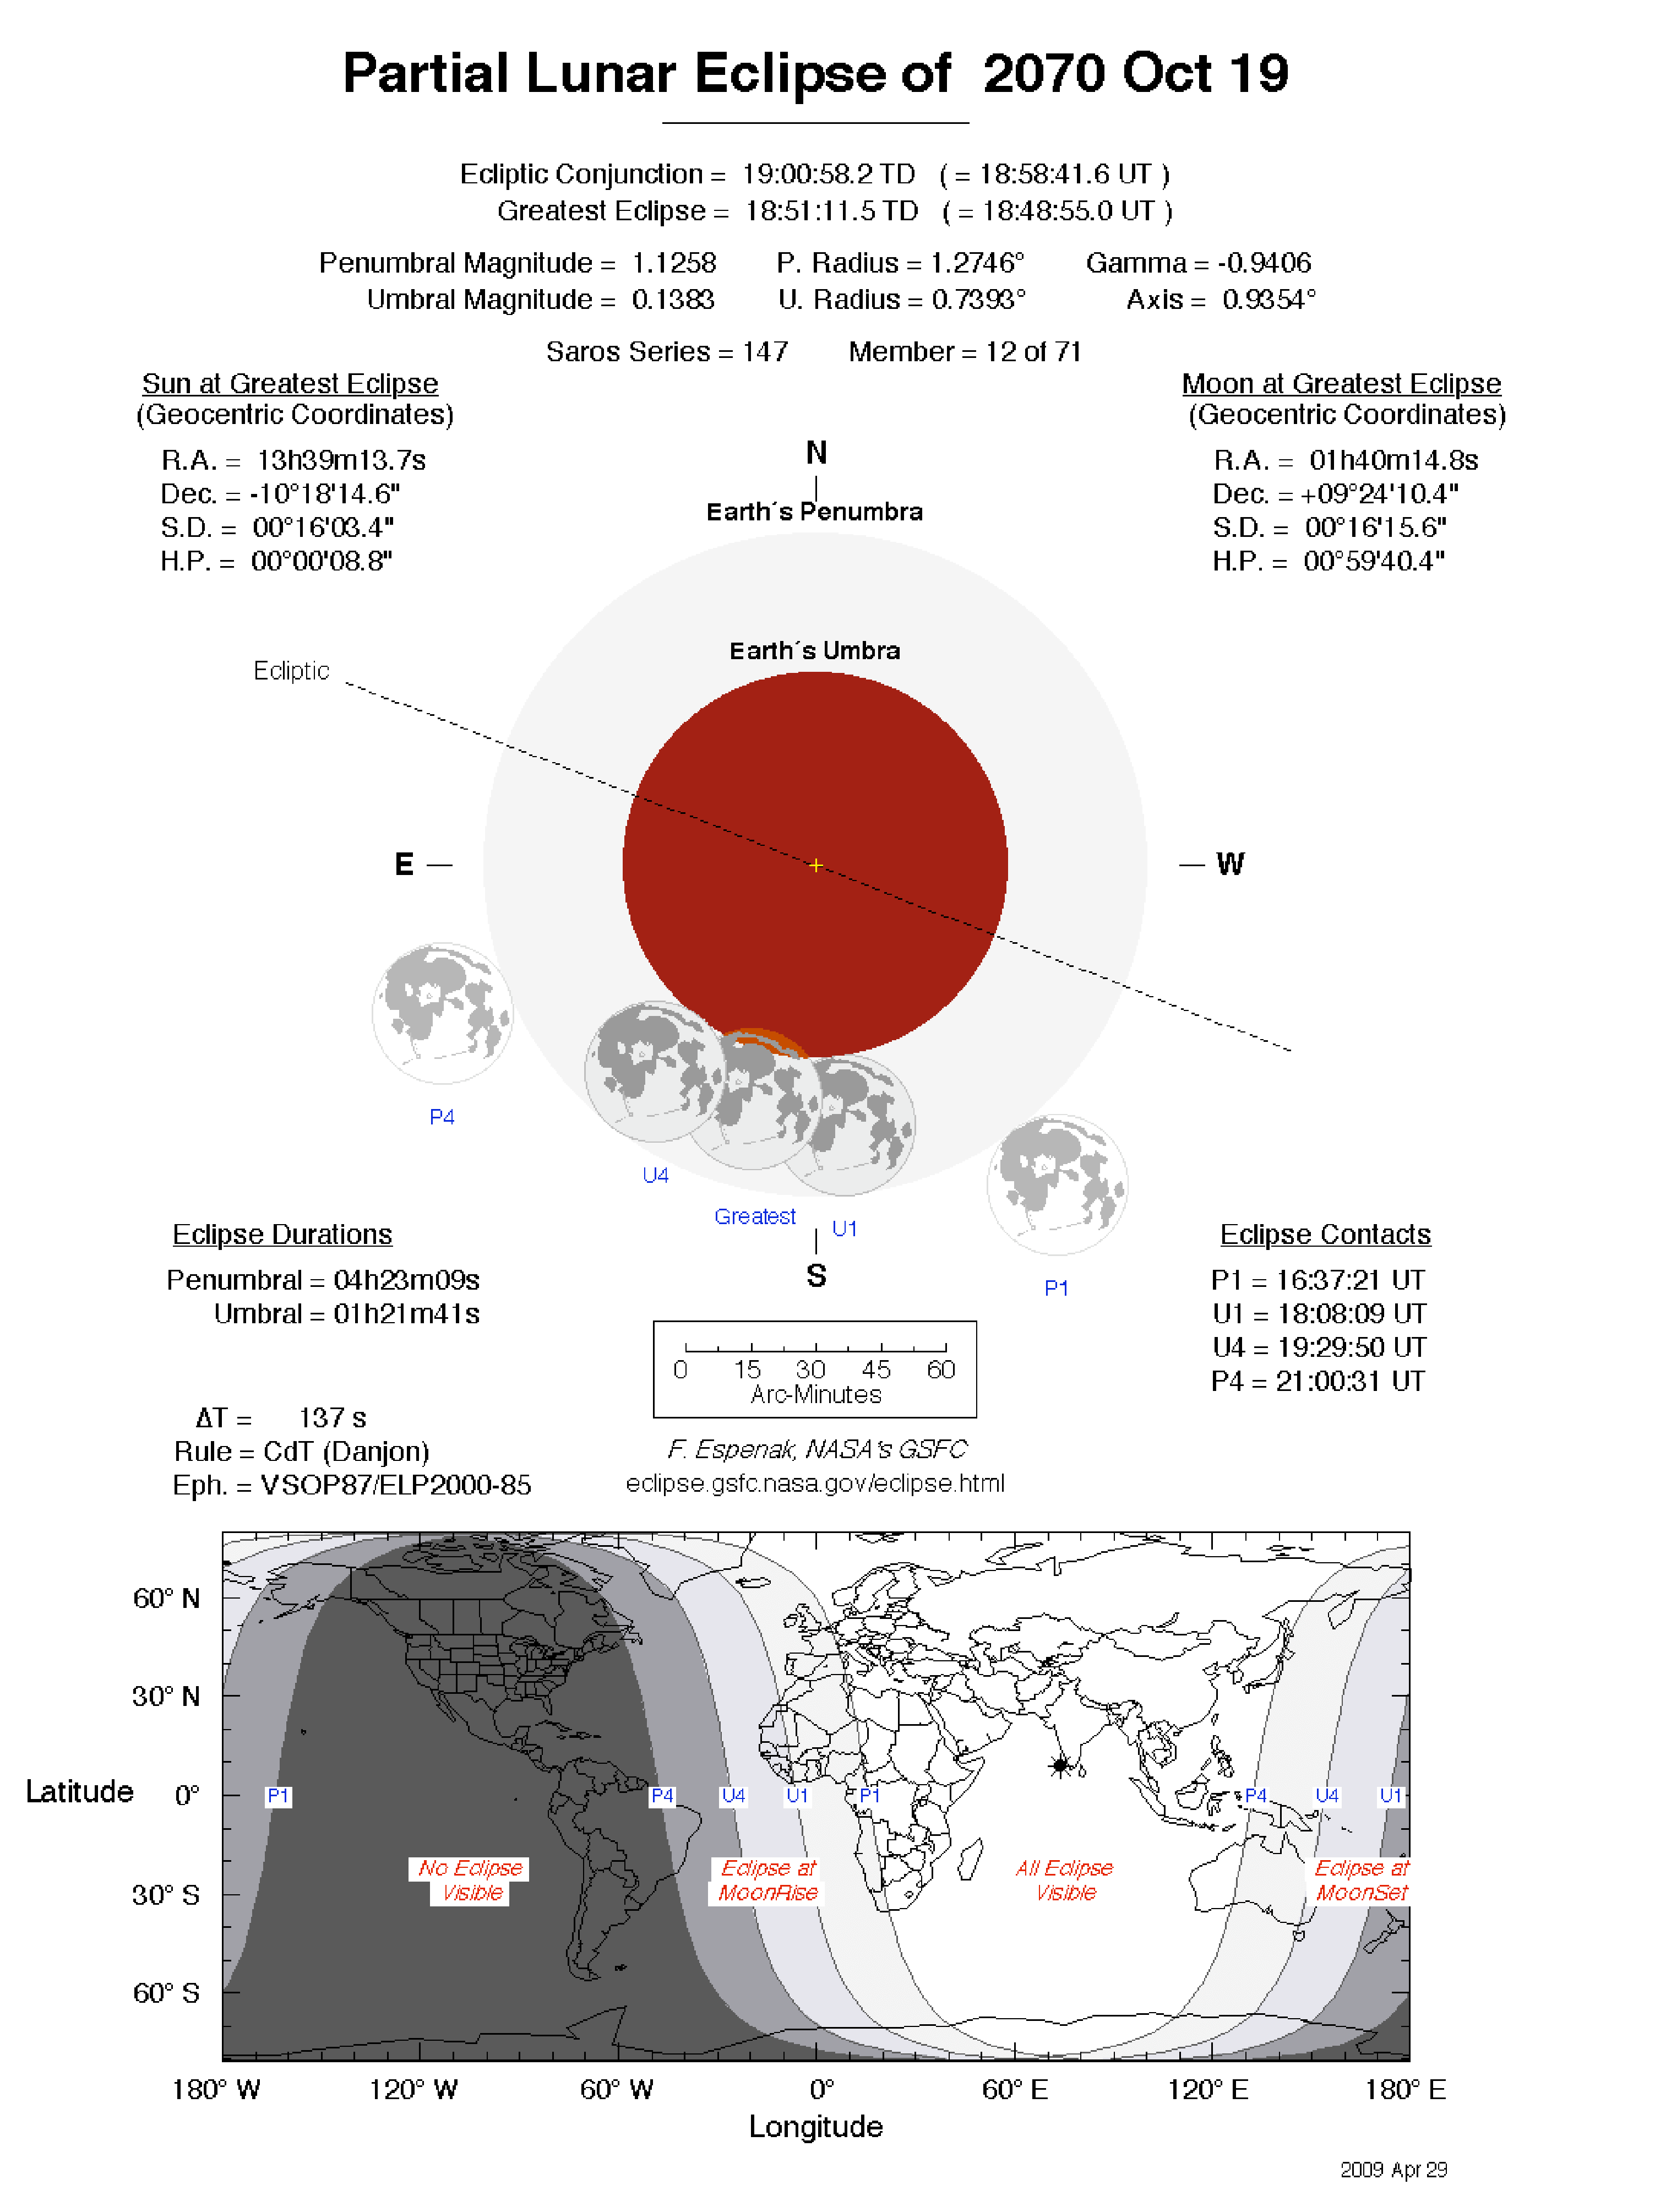 Partial Lunar Eclipse of 2070 Oct 19
Ecliptic Conjunction = 19:00:58.2 TD ( = 18:58:41.6 UT )
Greatest Eclipse = 18:51:11.5 TD ( = 18:48:55.0 UT )
Penumbral Magnitude = 1.1258 P. Radius = 1.2746° Gamma = -0.9406
Umbral Magnitude = 0.1383 U. Radius = 0.7393° Axis = 0.9354°
Saros Series = 147 Member = 12 of 71
Sun at Greatest Eclipse
(Geocentric Coordinates)
R.A. = 13h39m13.7s
Dec. = -10°18'14.6"
S.D. = 00°16'03.4"
H.P. = 00°00'08.8"
Moon at Greatest Eclipse
(Geocentric Coordinates)
R.A. = 01h40m14.8s
Dec. = +09°24'10.4"
S.D. = 00°16'15.6"
H.P. = 00°59'40.4"
N
Earth´s Penumbra
Earth´s Umbra
Ecliptic
E
W
P4
U4
Greatest
U1
P1
S
Eclipse Durations
Penumbral = 04h23m09s
Umbral = 01h21m41s
Eclipse Contacts
P1 = 16:37:21 UT
U1 = 18:08:09 UT
U4 = 19:29:50 UT
P4 = 21:00:31 UT
0 15 30 45 60
Arc-Minutes
ΔT = 137 s
Rule = CdT (Danjon)
Eph. = VSOP87/ELP2000-85
F. Espenak, NASA's GSFC
eclipse.gsfc.nasa.gov/eclipse.html
60° N
30° N
Latitude 0°
30° S
60° S
P1 P4 U4 U1 P1 P4 U4 U1
No Eclipse
Visible
Eclipse at
MoonRise
All Eclipse
Visible
Eclipse at
MoonSet
180° W 120° W 60° W 0° 60° E 120° E 180° E
Longitude
2009 Apr 29